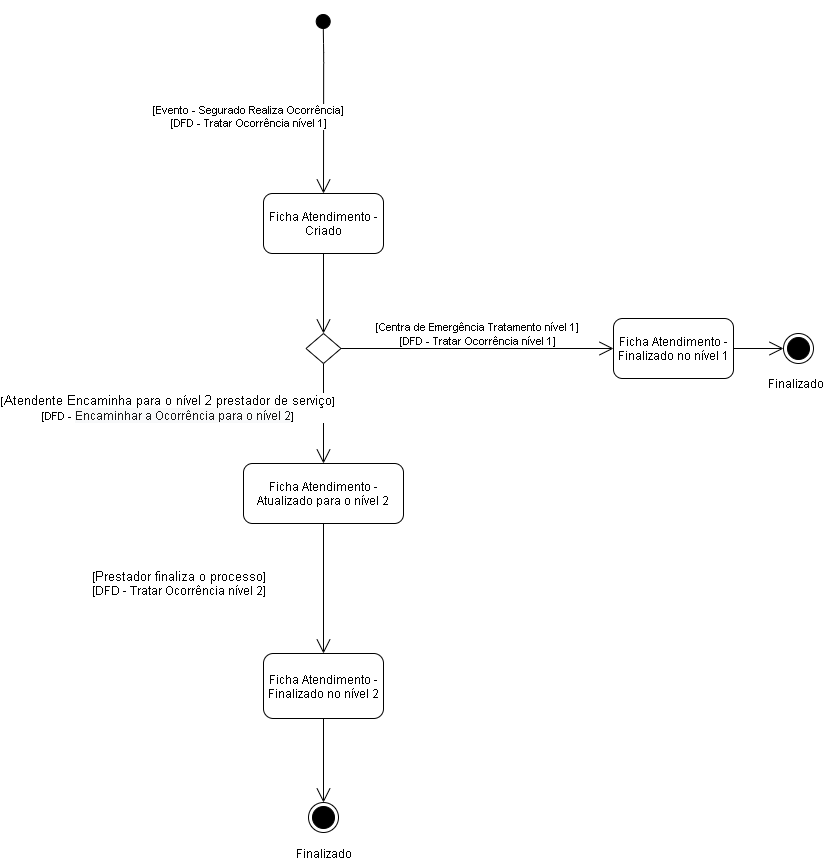 [Evento - Segurado Realiza Ocorrência]
[DFD - Tratar Ocorrência nível 1]
Ficha Atendimento -
Criado
[Centra de Emergência Tratamento nível 1]
[DFD - Tratar Ocorrência nível 1]
Ficha Atendimento -
Finalizado no nível 1
Finalizado
[Atendente Encaminha para o nível 2 prestador de serviço]
[DFD - Encaminhar a Ocorrência para o nível 2]
Ficha Atendimento -
Atualizado para o nível 2
[Prestador finaliza o processo]
[DFD - Tratar Ocorrência nível 2]
Ficha Atendimento -
Finalizado no nível 2
Finalizado